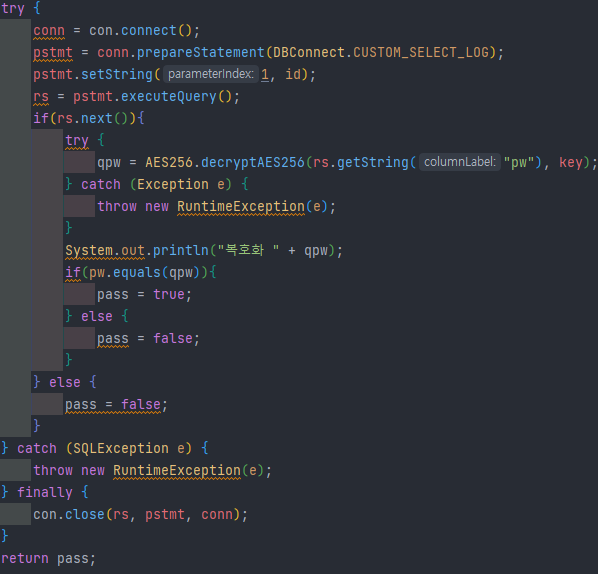 try {
    conn = con.connect();
    pstmt = conn.prepareStatement(DBConnect.CUSTOM_SELECT_LOG);
    pstmt.setString( parameterIndex: 1, id);
    rs = pstmt.executeQuery();
    if(rs.next()){
        try {
            qpw = AES256.decryptAES256(rs.getString( columnLabel: "pw"), key);
        } catch (Exception e) {
            throw new RuntimeException(e);
        }
        System.out.println("복호화 " + qpw);
        if(pw.equals(qpw)){
            pass = true;
        } else {
            pass = false;
        }
    } else {
        pass = false;
    }
} catch (SQLException e) {
    throw new RuntimeException(e);
} finally {
    con.close(rs, pstmt, conn);
}
return pass;